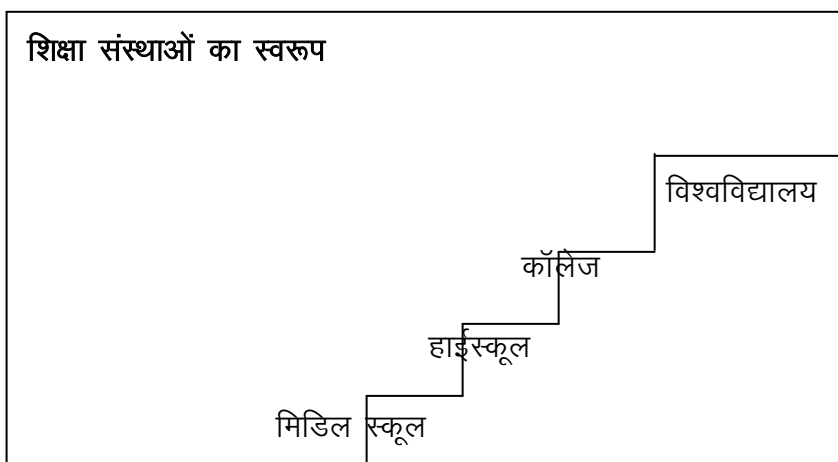 शिक्षा संस्थाओं का स्वरूप
विश्वविद्यालय
कॉलेज
हाईस्कूल
मिडिल स्कूल